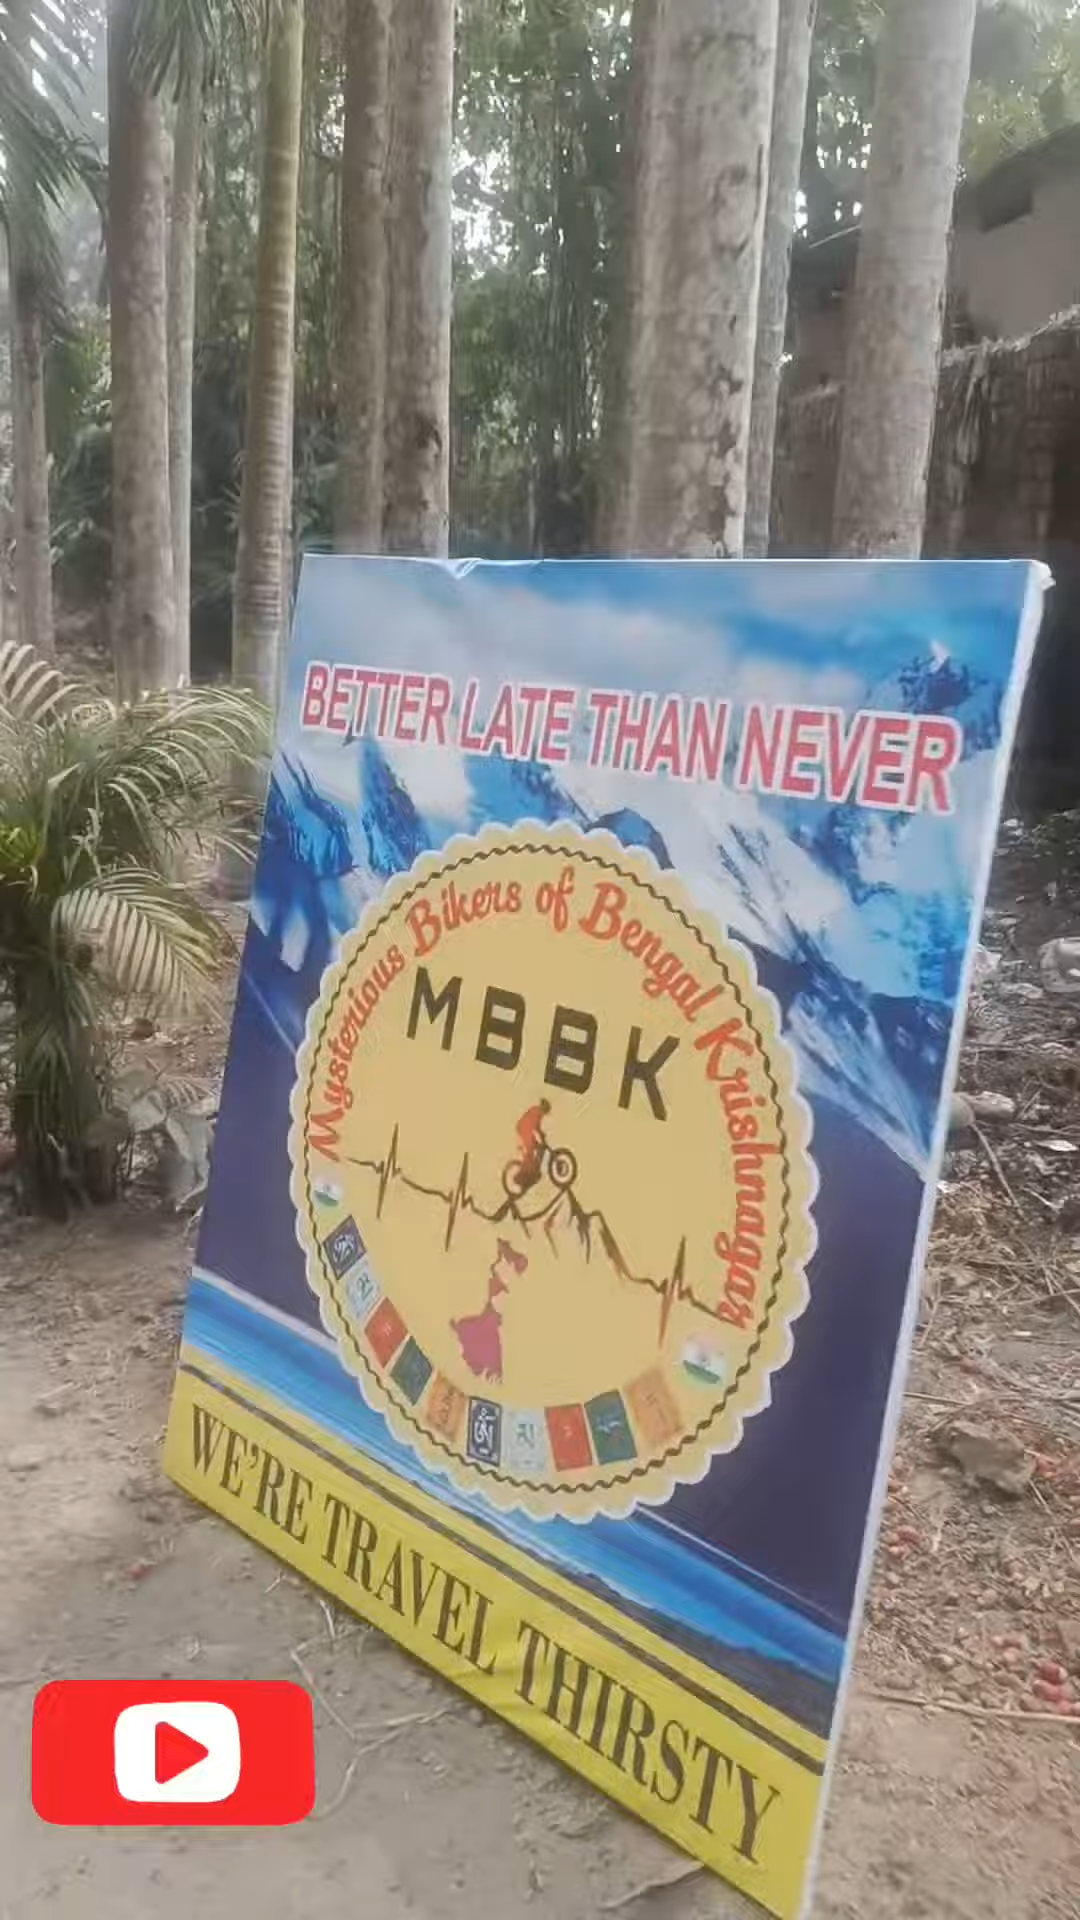 BETTER LATE THAN NEVER
Mysterious Bikers of Bengal Krishnagar
MBBK
WE'RE TRAVEL THIRSTY